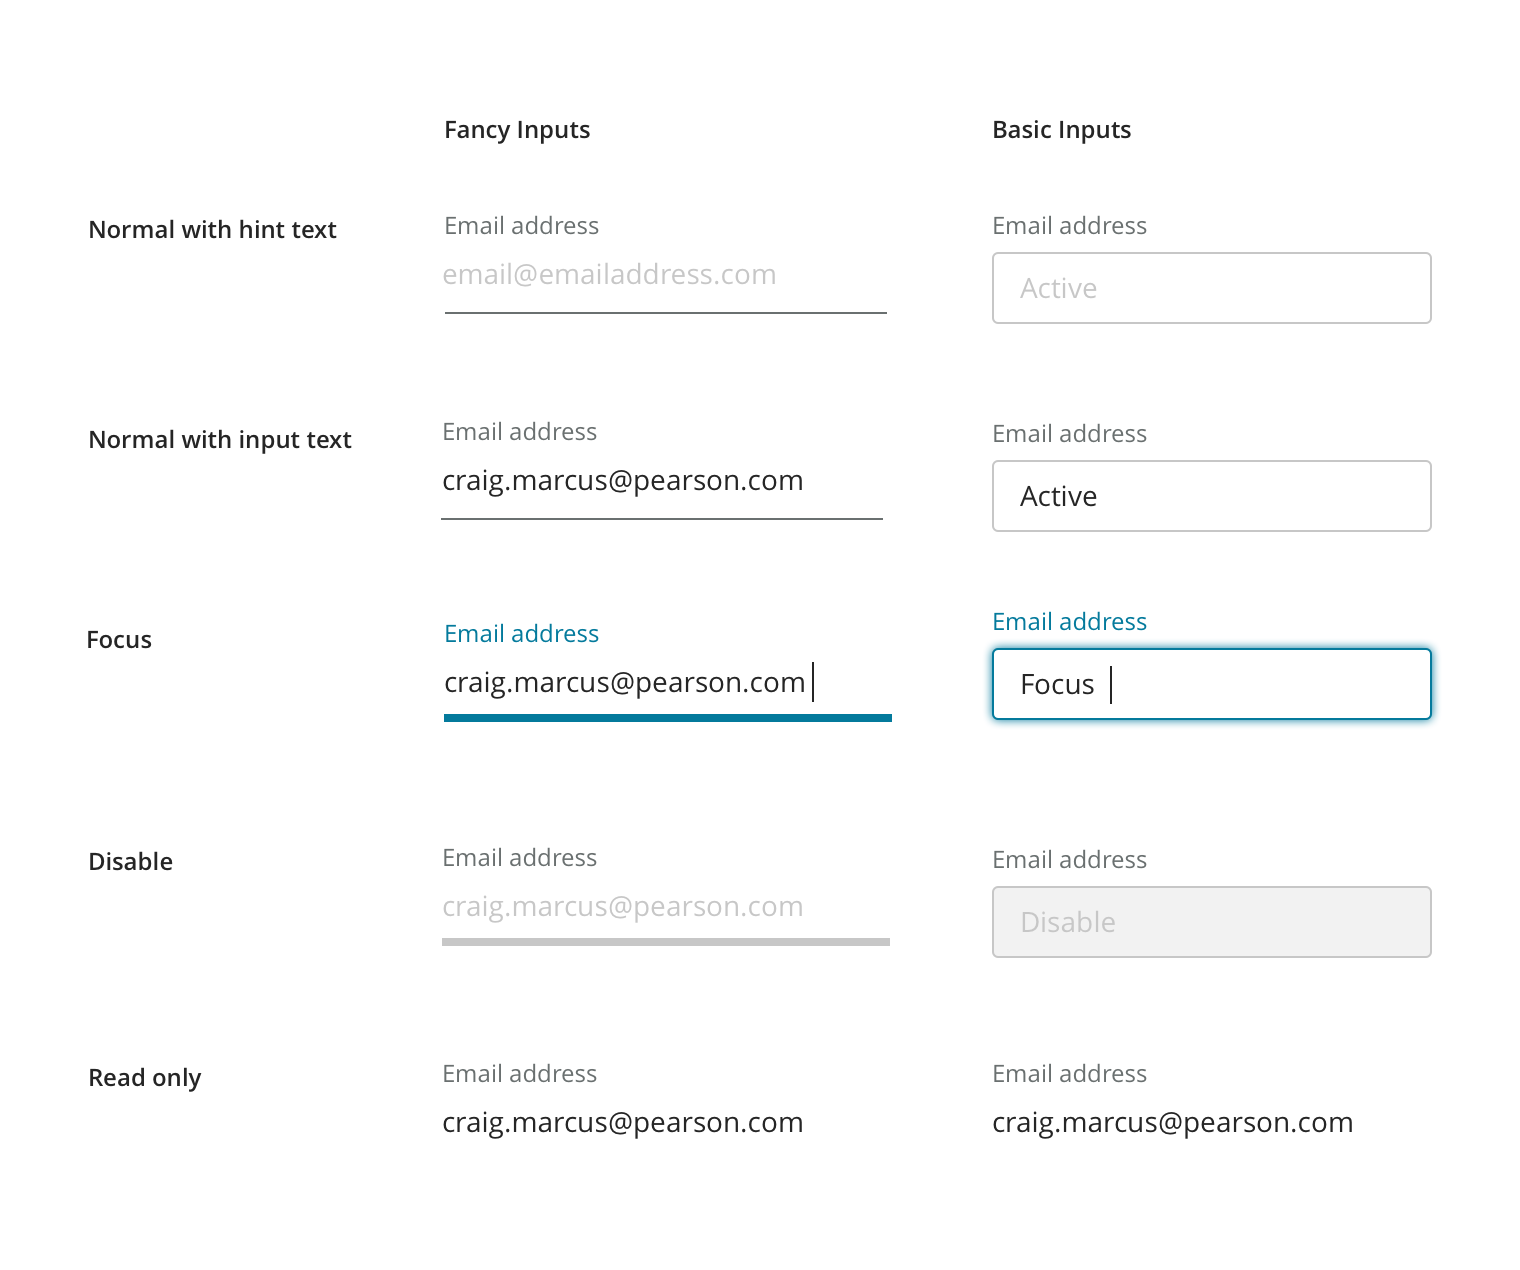 Fancy Inputs
Basic Inputs
Normal with hint text
Email address
email@emailaddress.com
Email address
Active
Normal with input text
Email address
craig.marcus@pearson.com
Email address
Active
Focus
Email address
craig.marcus@pearson.com
Email address
Focus
Disable
Email address
craig.marcus@pearson.com
Email address
Disable
Read only
Email address
craig.marcus@pearson.com
Email address
craig.marcus@pearson.com